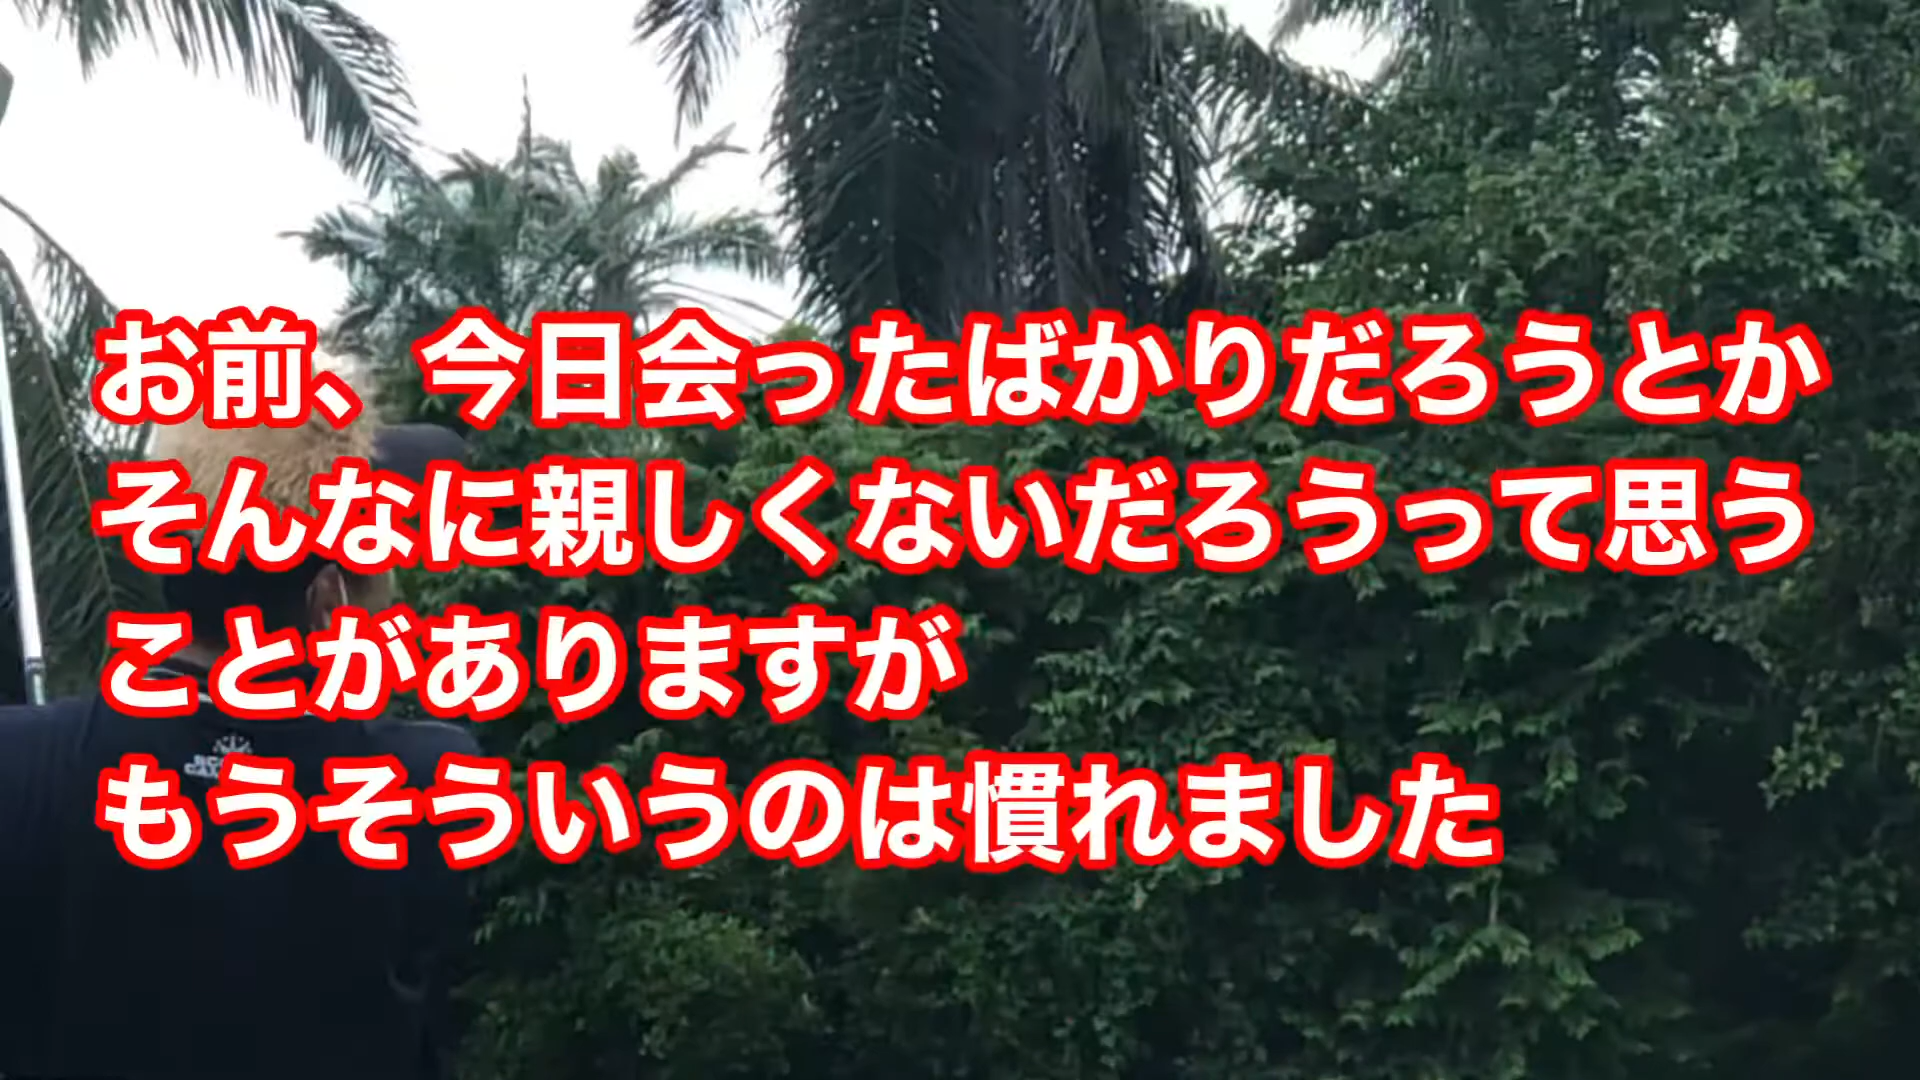 お前、今日会ったばかりだろうとか
そんなに親しくないだろうって思う
ことがありますが
もうそういうのは慣れました